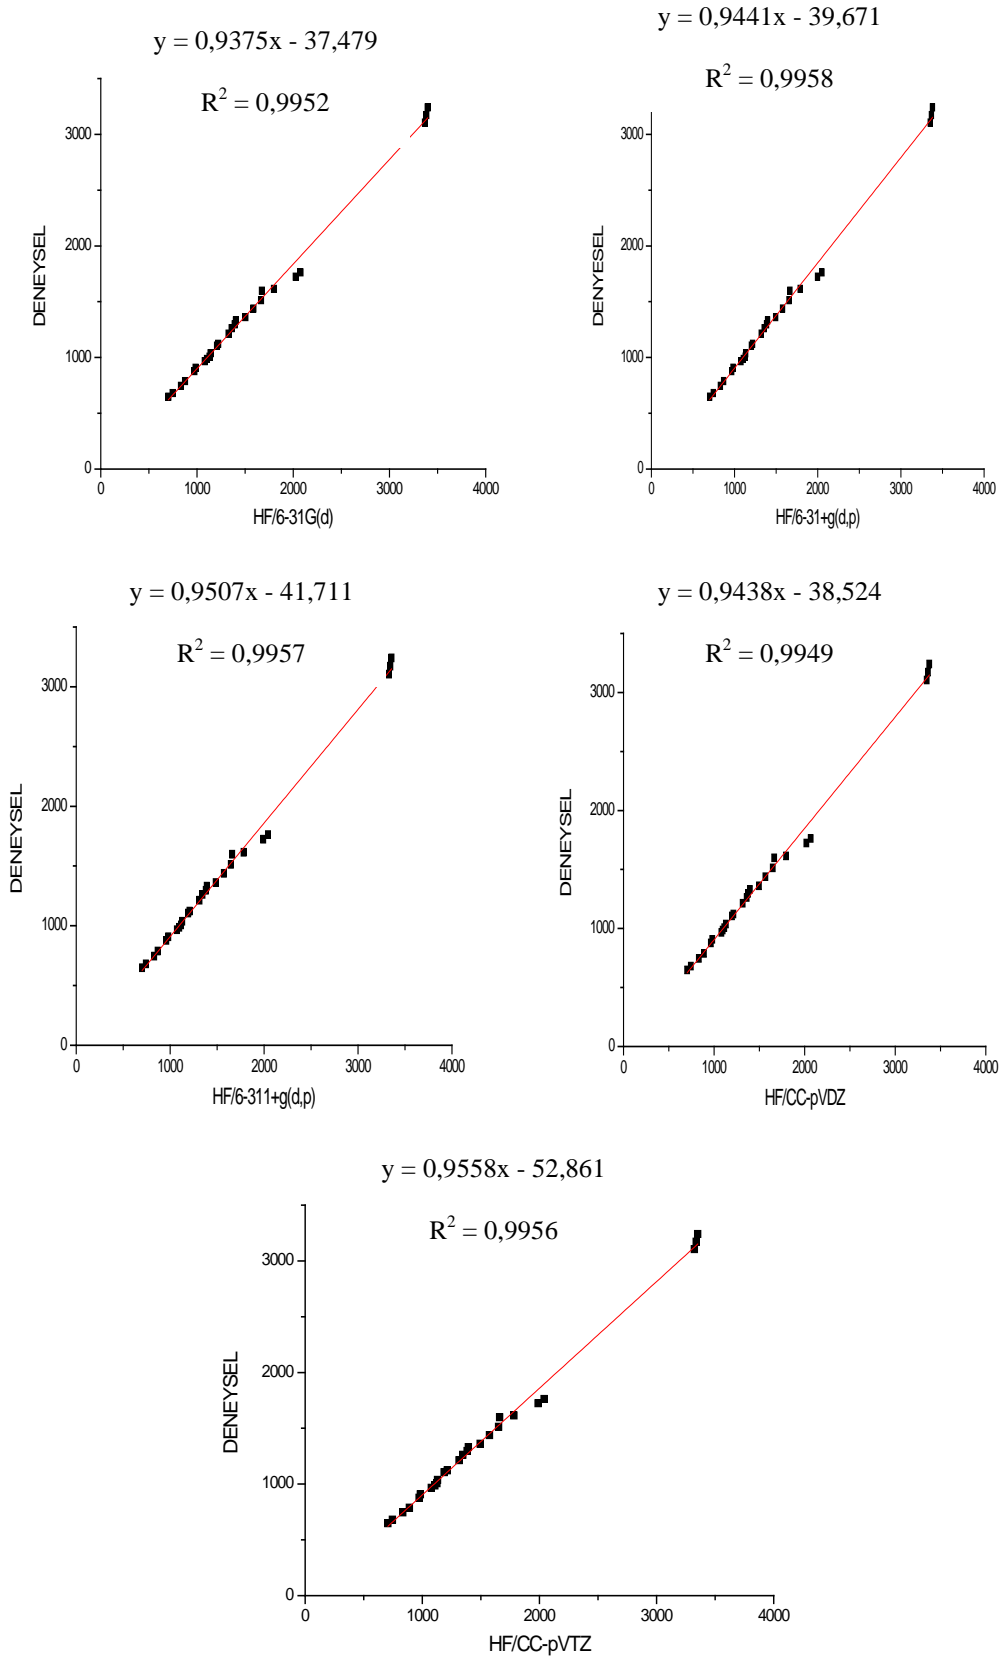 y = 0,9375x - 37,479
R² = 0,9952
3000
2000
1000
0
DENEYSEL
0 1000 2000 3000 4000
HF/6-31G(d)
y = 0,9441x - 39,671
R² = 0,9958
3000
2000
1000
0
DENYESEL
0 1000 2000 3000 4000
HF/6-31+g(d,p)
y = 0,9507x - 41,711
R² = 0,9957
3000
2000
1000
0
DENEYSEL
0 1000 2000 3000 4000
HF/6-311+g(d,p)
y = 0,9438x - 38,524
R² = 0,9949
3000
2000
1000
0
DENEYSEL
0 1000 2000 3000 4000
HF/CC-pVDZ
y = 0,9558x - 52,861
R² = 0,9956
3000
2000
1000
0
DENEYSEL
0 1000 2000 3000 4000
HF/CC-pVTZ